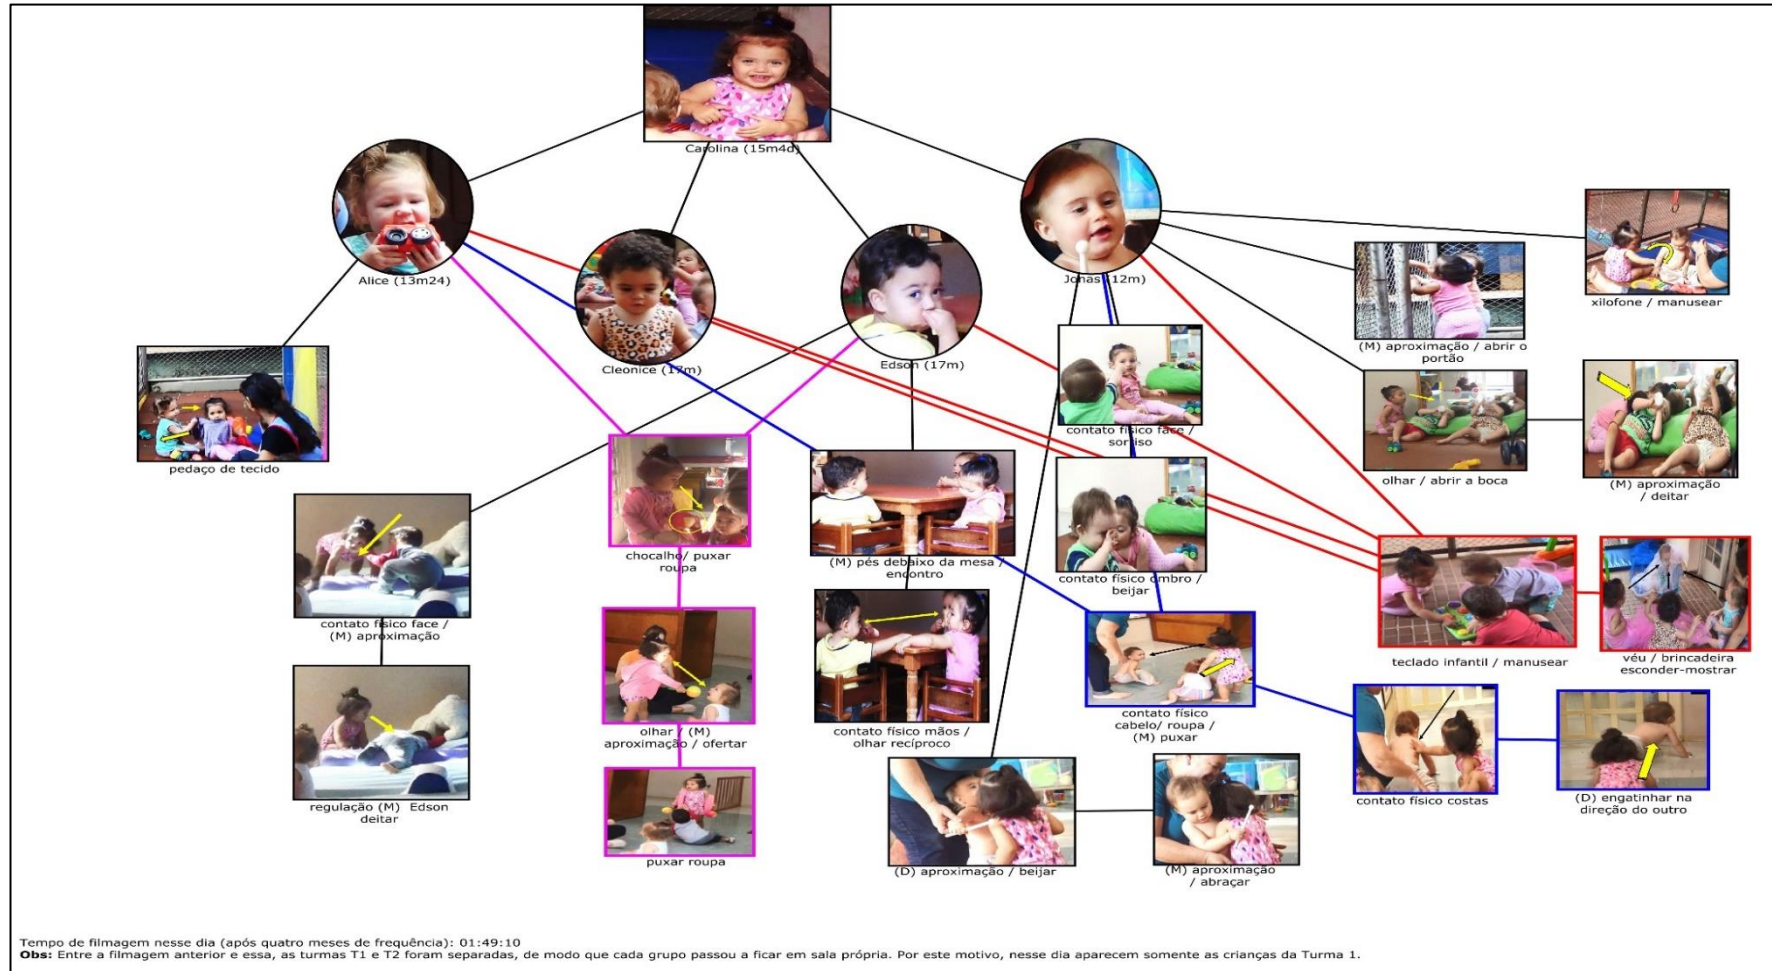 Carolina (15m4d)
Alice (13m24)
Cleonice (17m)
Edson (17m)
Jonas (12m)
xilofone / manusear
(M) aproximação / abrir o
portão
pedaço de tecido
contato físico face /
sorriso
olhar / abrir a boca
(M) aproximação
/ deitar
chocalho/ puxar
roupa
(M) pés debaixo da mesa /
encontro
contato físico ombro /
beijar
contato físico face /
(M) aproximação
teclado infantil / manusear
véu / brincadeira
esconder-mostrar
olhar / (M)
aproximação / ofertar
contato físico mãos /
olhar recíproco
contato físico
cabelo/ roupa /
(M) puxar
regulação (M) Edson
deitar
contato físico costas
(D) engatinhar na
direção do outro
puxar roupa
(D) aproximação / beijar
(M) aproximação
/ abraçar
Tempo de filmagem nesse dia (após quatro meses de frequência): 01:49:10
Obs: Entre a filmagem anterior e essa, as turmas T1 e T2 foram separadas, de modo que cada grupo passou a ficar em sala própria. Por este motivo, nesse dia aparecem somente as crianças da Turma 1.